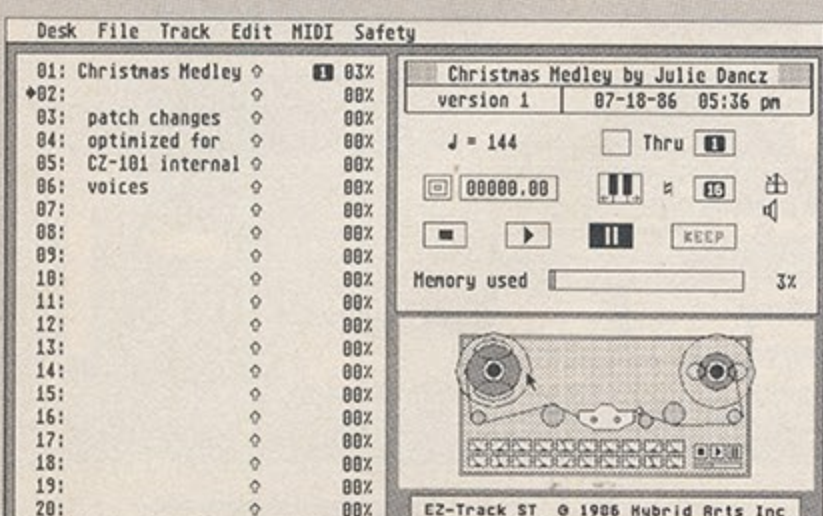 Desk File Track Edit MIDI Safety
01: Christmas Medley 1 03%
02: 00%
03: patch changes 00%
04: optimized for 00%
05: CZ-101 internal 00%
06: voices 00%
07: 00%
08: 00%
09: 00%
10: 00%
11: 00%
12: 00%
13: 00%
14: 00%
15: 00%
16: 00%
17: 00%
18: 00%
19: 00%
20: 00%
Christmas Medley by Julie Dancz
version 1 07-18-86 05:36 pm
♩ = 144 Thru 1
00000.00 ♮ 16
KEEP
Memory used 3%
EZ-Track ST © 1986 Hybrid Arts Inc